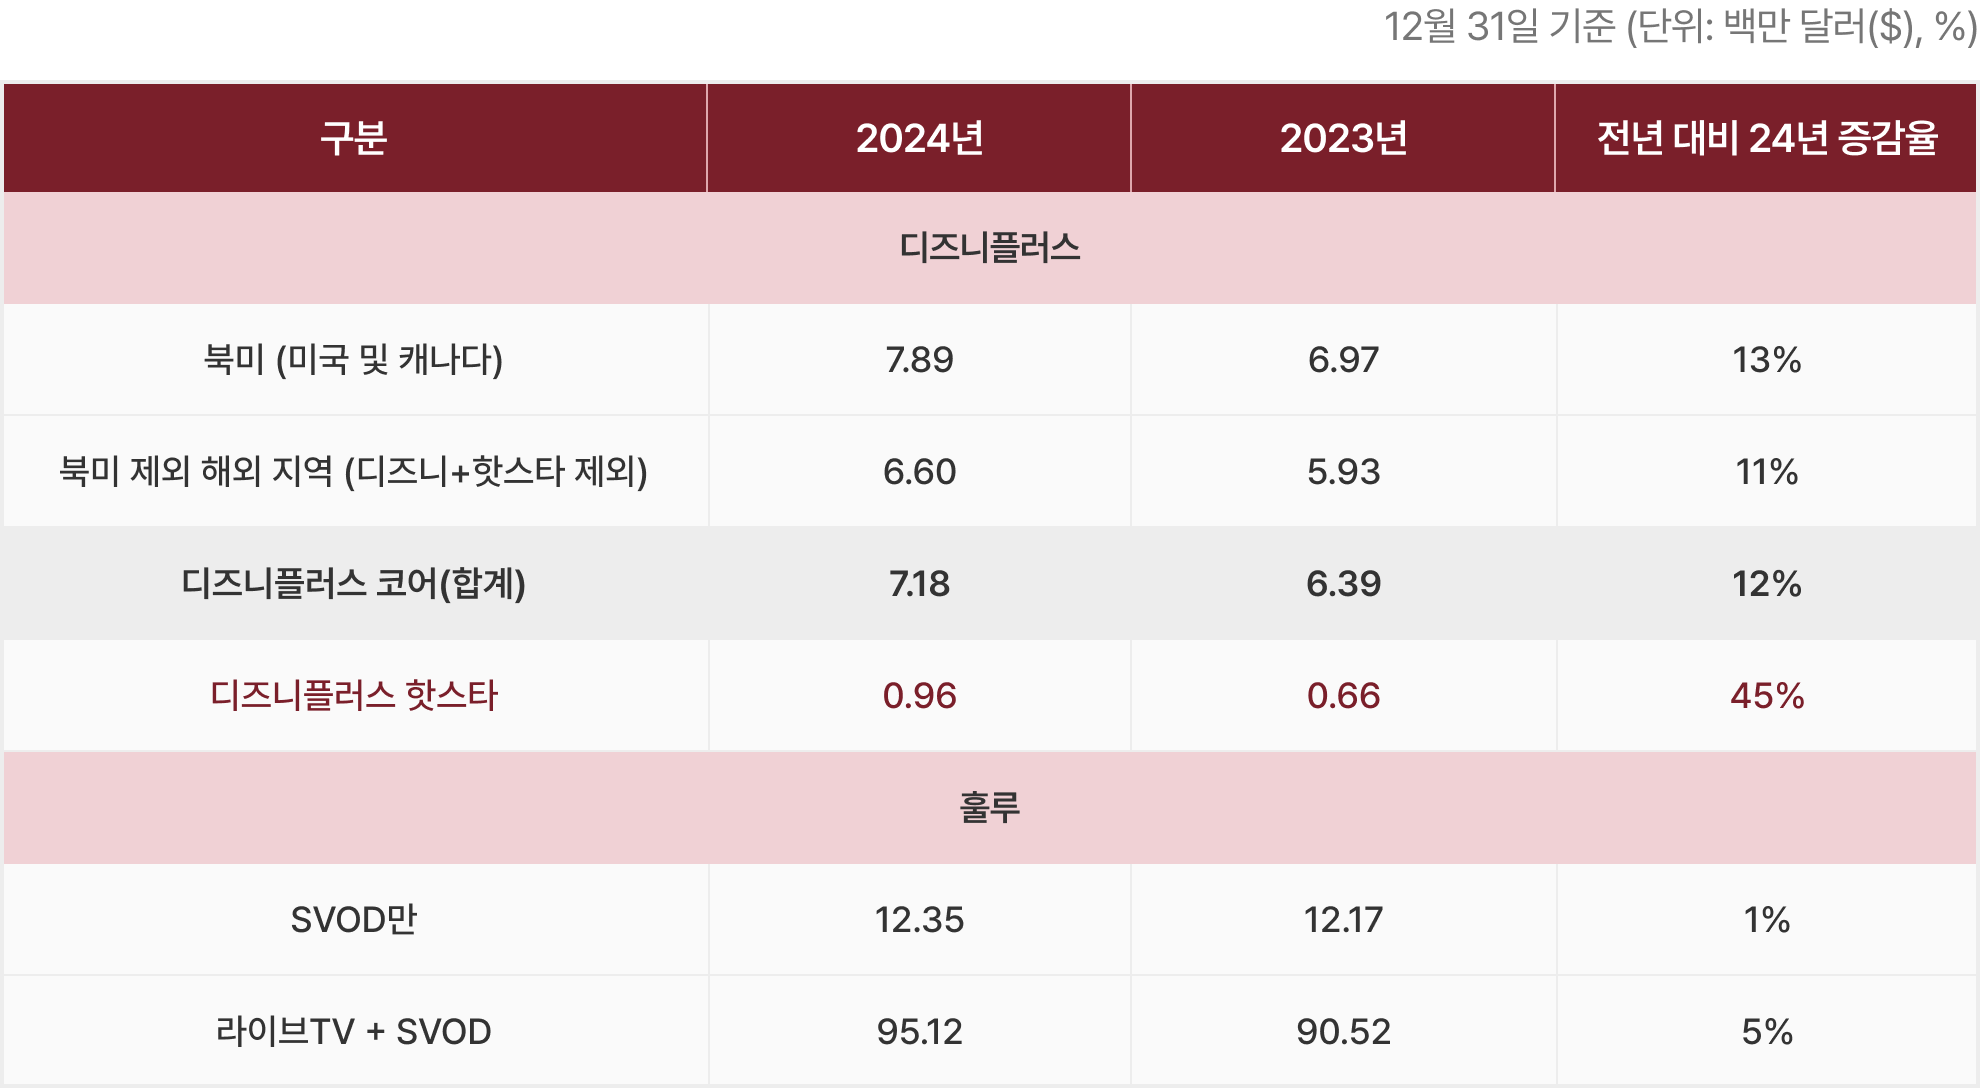 12월 31일 기준 (단위: 백만 달러($), %)
구분 2024년 2023년 전년 대비 24년 증감율
디즈니플러스
북미 (미국 및 캐나다) 7.89 6.97 13%
북미 제외 해외 지역 (디즈니+핫스타 제외) 6.60 5.93 11%
디즈니플러스 코어(합계) 7.18 6.39 12%
디즈니플러스 핫스타 0.96 0.66 45%
훌루
SVOD만 12.35 12.17 1%
라이브TV + SVOD 95.12 90.52 5%